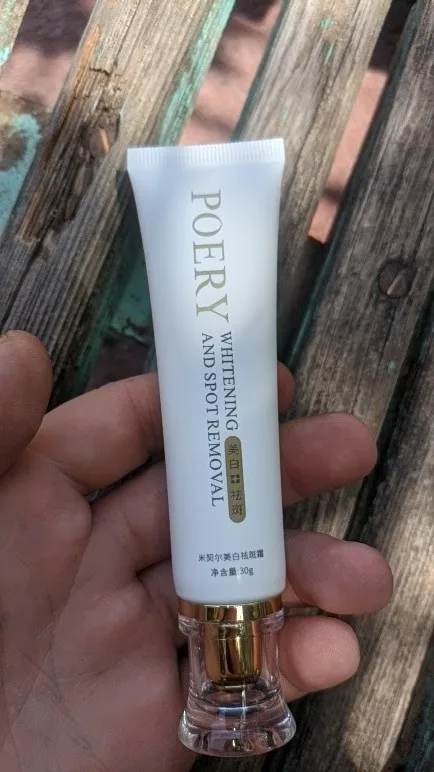 POERY
WHITENING
AND SPOT REMOVAL
美白 祛斑
米契尔美白祛斑霜
净含量:30g